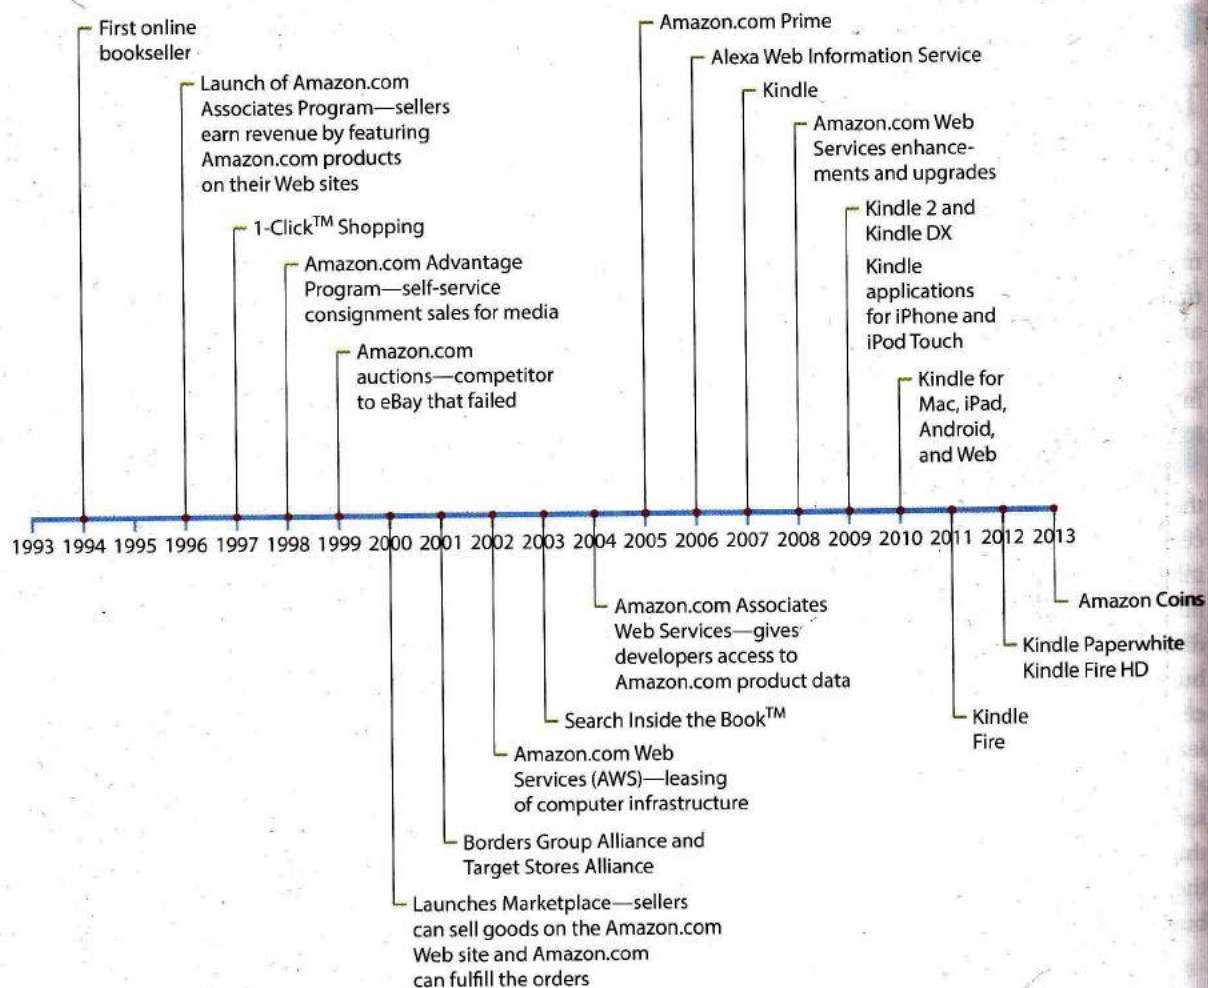 First online
bookseller
Launch of Amazon.com
Associates Program—sellers
earn revenue by featuring
Amazon.com products
on their Web sites
1-Click™ Shopping
Amazon.com Advantage
Program—self-service
consignment sales for media
Amazon.com
auctions—competitor
to eBay that failed
Amazon.com Prime
Alexa Web Information Service
Kindle
Amazon.com Web
Services enhance-
ments and upgrades
Kindle 2 and
Kindle DX
Kindle
applications
for iPhone and
iPod Touch
Kindle for
Mac, iPad,
Android,
and Web
1993 1994 1995 1996 1997 1998 1999 2000 2001 2002 2003 2004 2005 2006 2007 2008 2009 2010 2011 2012 2013
Amazon Coins
Kindle Paperwhite
Kindle Fire HD
Kindle
Fire
Amazon.com Associates
Web Services—gives
developers access to
Amazon.com product data
Search Inside the Book™
Amazon.com Web
Services (AWS)—leasing
of computer infrastructure
Borders Group Alliance and
Target Stores Alliance
Launches Marketplace—sellers
can sell goods on the Amazon.com
Web site and Amazon.com
can fulfill the orders